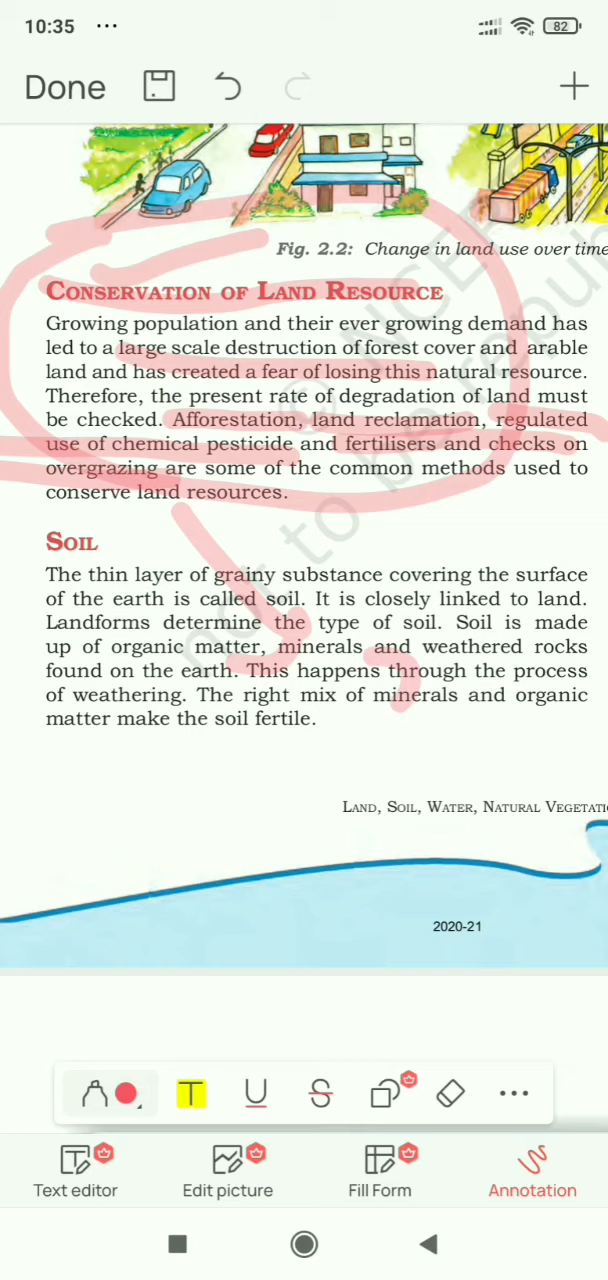 10:35 ...
82
Done
Fig. 2.2: Change in land use over time
CONSERVATION OF LAND RESOURCE
Growing population and their ever growing demand has
led to a large scale destruction of forest cover and arable
land and has created a fear of losing this natural resource.
Therefore, the present rate of degradation of land must
be checked. Afforestation, land reclamation, regulated
use of chemical pesticide and fertilisers and checks on
overgrazing are some of the common methods used to
conserve land resources.
SOIL
The thin layer of grainy substance covering the surface
of the earth is called soil. It is closely linked to land.
Landforms determine the type of soil. Soil is made
up of organic matter, minerals and weathered rocks
found on the earth. This happens through the process
of weathering. The right mix of minerals and organic
matter make the soil fertile.
LAND, SOIL, WATER, NATURAL VEGETATI
2020-21
© NCE
not to be repu
T U S
Text editor Edit picture Fill Form Annotation